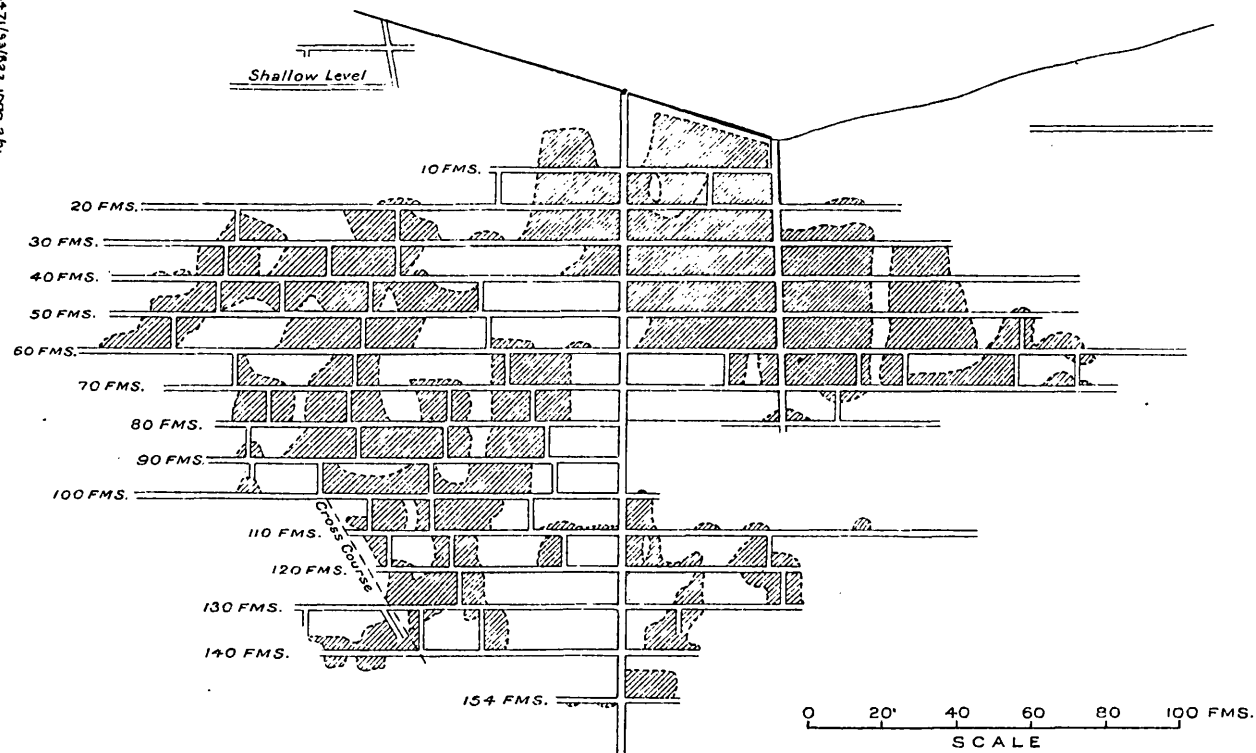 Shallow Level
10 FMS.
20 FMS.
30 FMS.
40 FMS.
50 FMS.
60 FMS.
70 FMS.
80 FMS.
90 FMS.
100 FMS.
Cross Course
110 FMS.
120 FMS.
130 FMS.
140 FMS.
154 FMS.
0 20 40 60 80 100 FMS.
SCALE